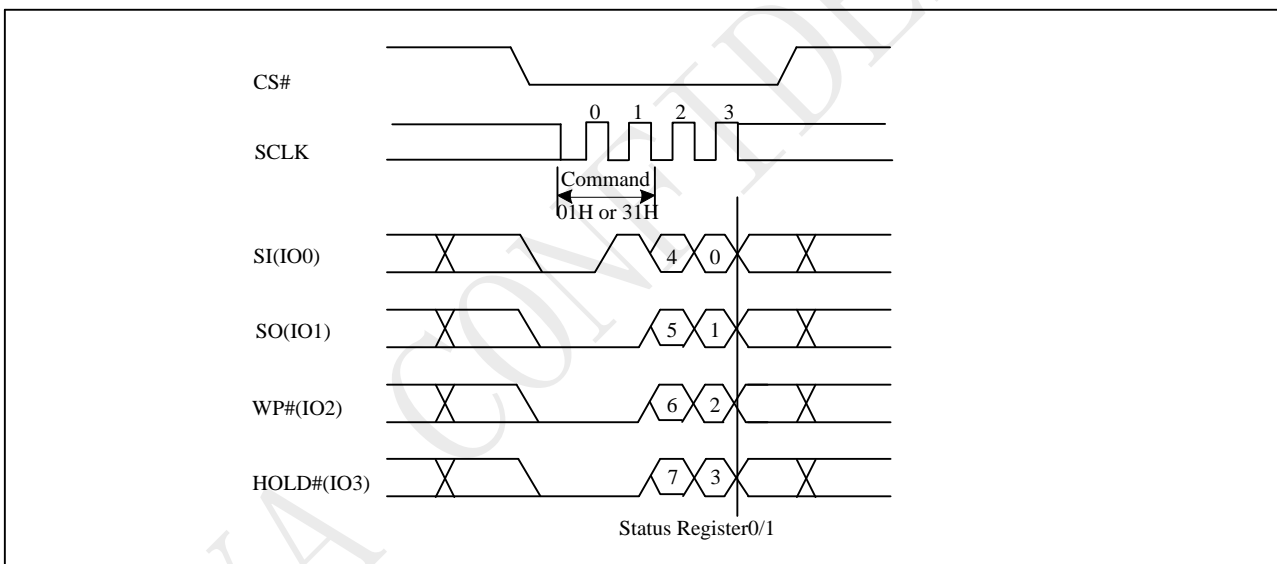 CS#
0 1 2 3
SCLK
Command
01H or 31H
SI(IO0)
4 0
SO(IO1)
5 1
WP#(IO2)
6 2
HOLD#(IO3)
7 3
Status Register0/1